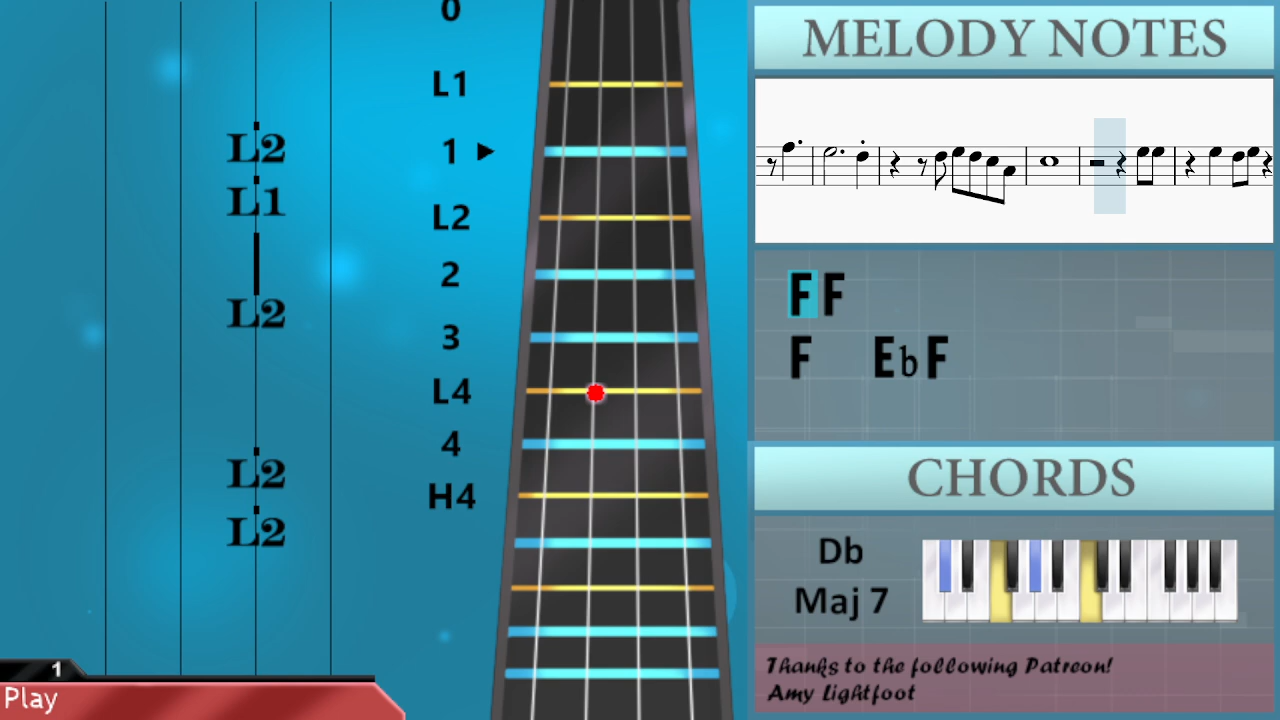 L2
L1
L2
L2
L2
0
L1
1
L2
2
3
L4
4
H4
1
Play
MELODY NOTES
F F
F Eb F
CHORDS
Db
Maj 7
Thanks to the following Patreon!
Amy Lightfoot